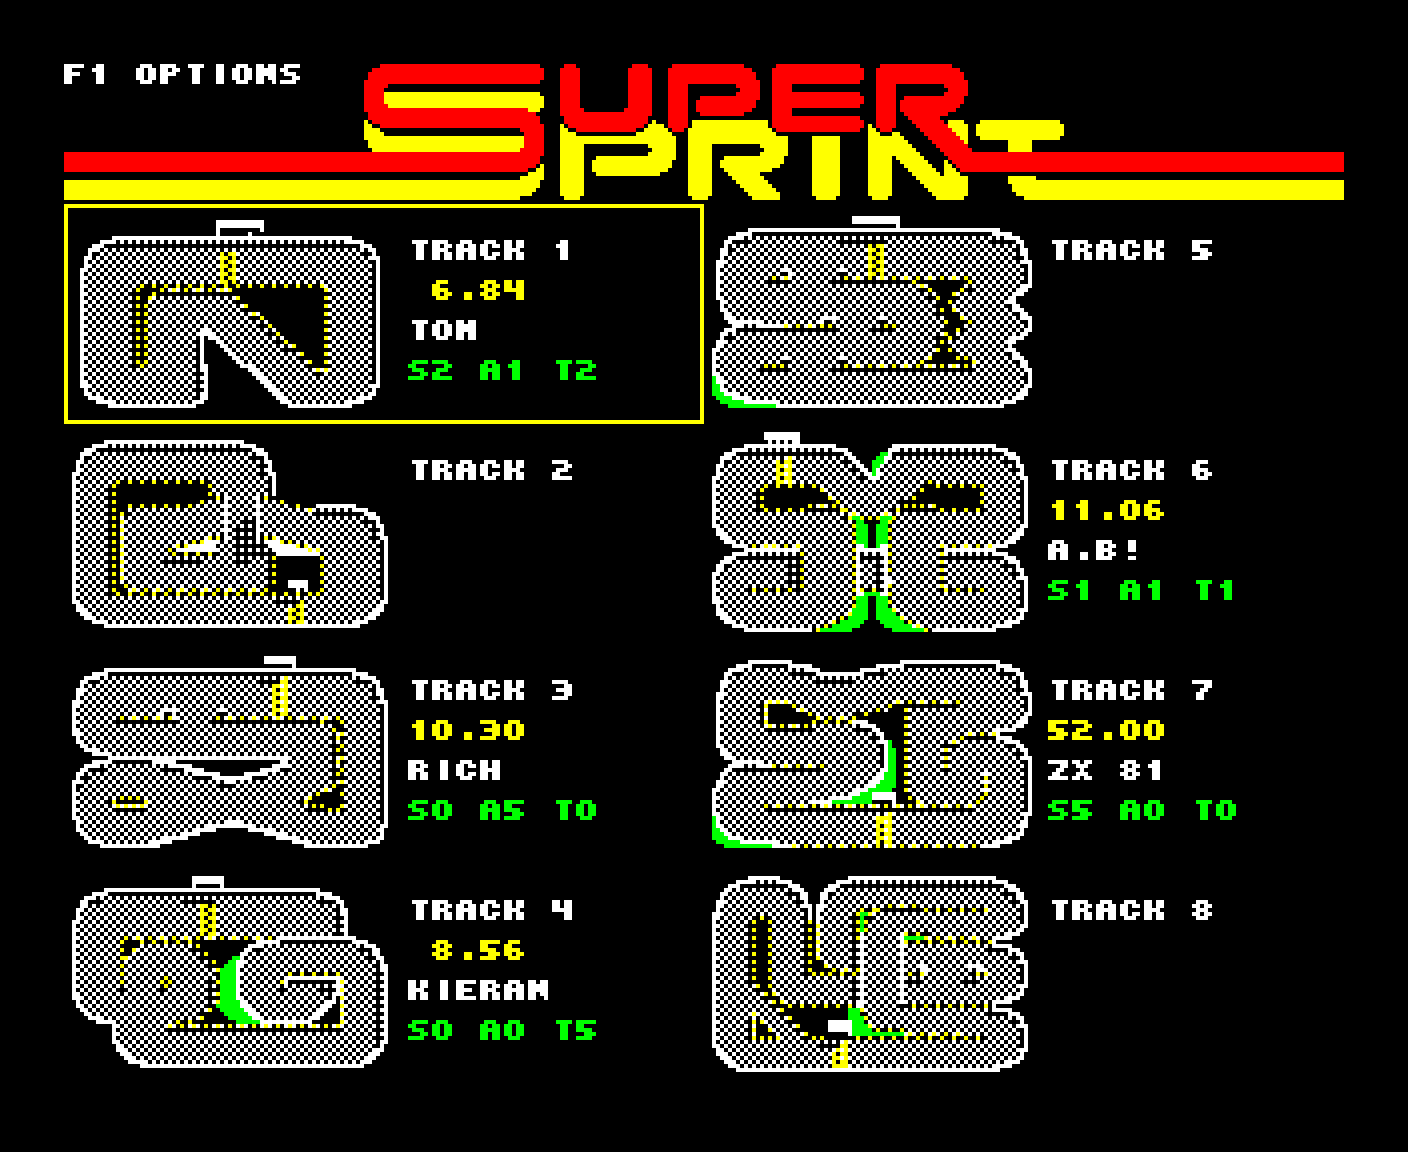 F1 OPTIONS
SUPER
SPRINT
TRACK 1
6.84
TOM
S2 A1 T2
TRACK 2
TRACK 3
10.30
RICH
S0 A5 T0
TRACK 4
8.56
KIERAN
S0 A0 T5
TRACK 5
TRACK 6
11.06
A.B!
S1 A1 T1
TRACK 7
52.00
ZX 81
S5 A0 T0
TRACK 8